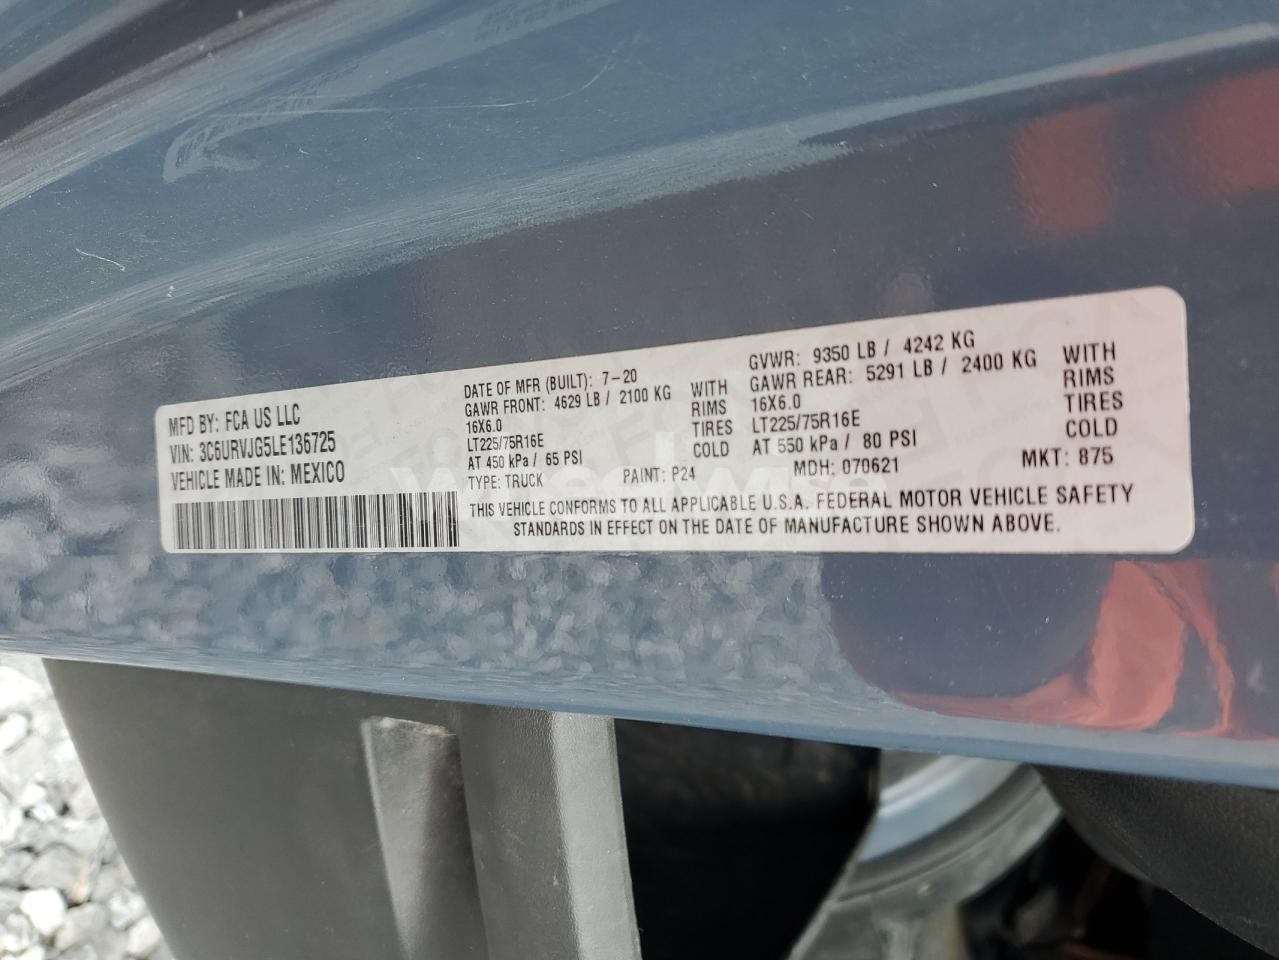 MFD BY: FCA US LLC
VIN: 3C6URVJG5LE136725
VEHICLE MADE IN: MEXICO
DATE OF MFR (BUILT): 7-20
GAWR FRONT: 4629 LB / 2100 KG WITH
16X6.0 RIMS
LT225/75R16E TIRES
AT 450 kPa / 65 PSI COLD
TYPE: TRUCK PAINT: P24
GVWR: 9350 LB / 4242 KG
GAWR REAR: 5291 LB / 2400 KG WITH
16X6.0 RIMS
LT225/75R16E TIRES
AT 550 kPa / 80 PSI COLD
MDH: 070621 MKT: 875
THIS VEHICLE CONFORMS TO ALL APPLICABLE U.S.A. FEDERAL MOTOR VEHICLE SAFETY
STANDARDS IN EFFECT ON THE DATE OF MANUFACTURE SHOWN ABOVE.